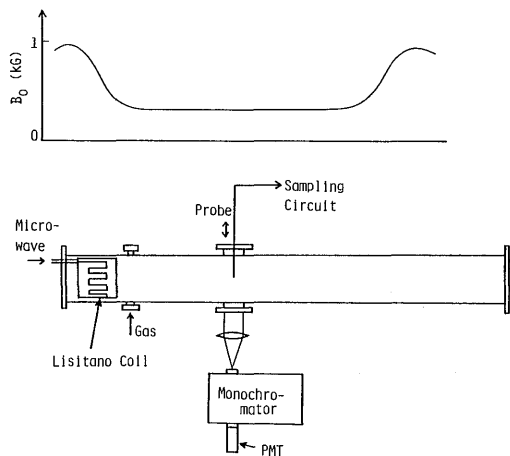 1
B0 (kG)
0
Sampling
Circuit
Probe
Micro-
wave
Gas
Lisitano Coil
Monochro-
mator
PMT